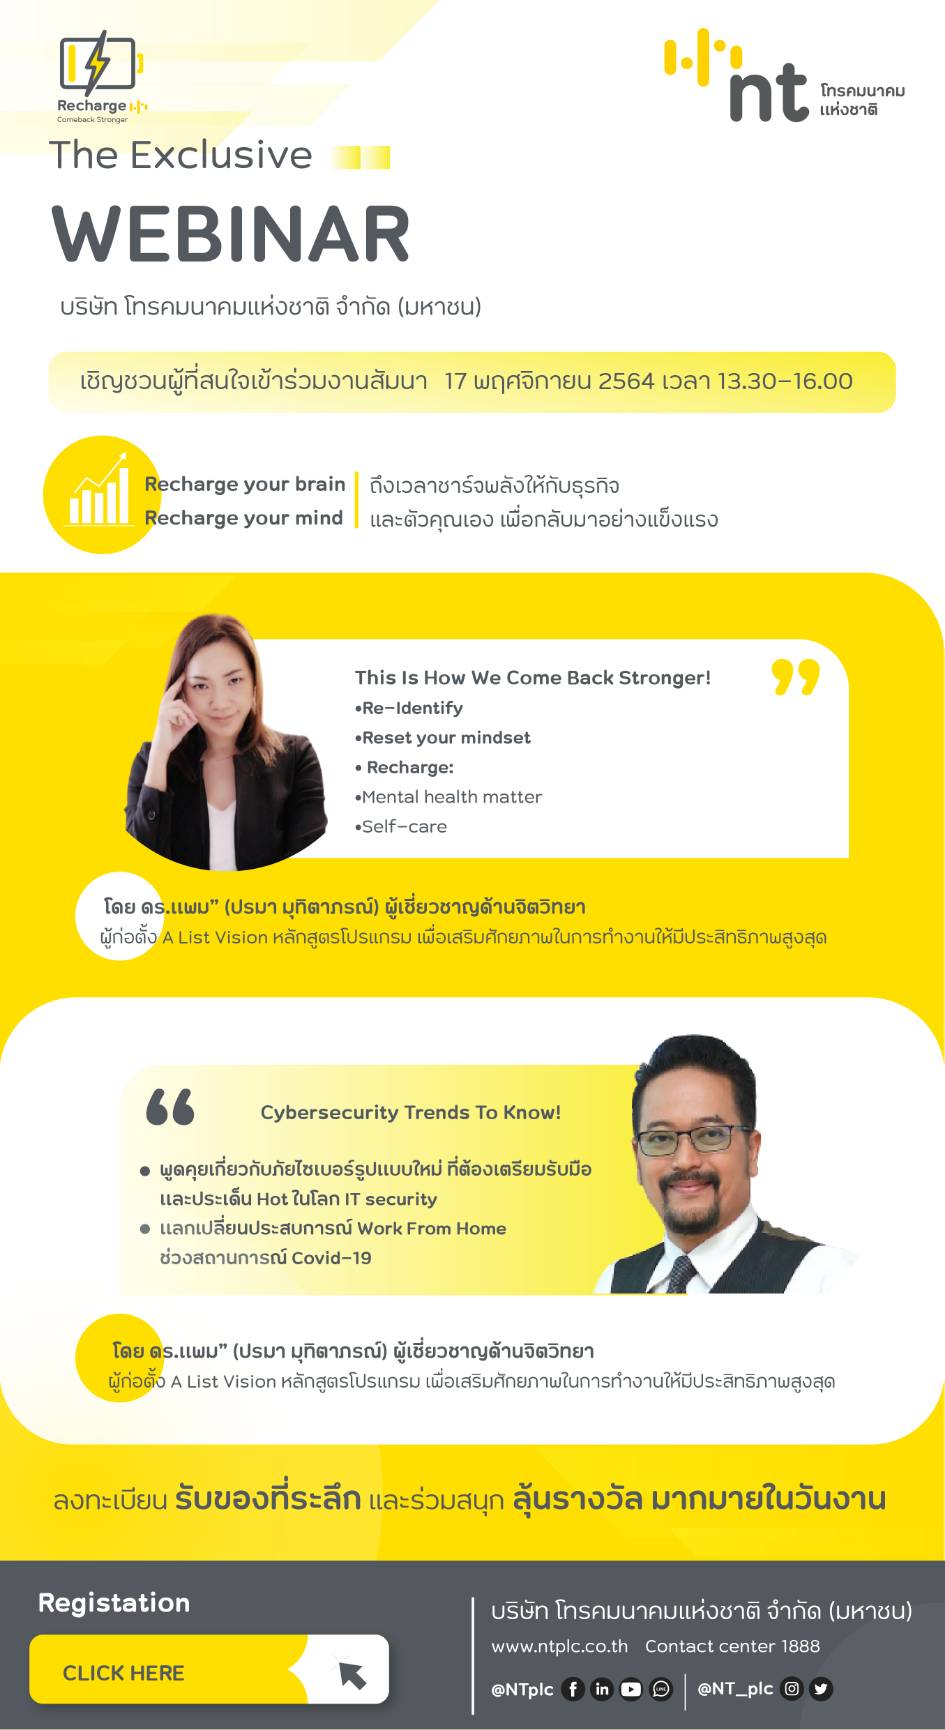 Recharge
Comeback Stronger
nt โทรคมนาคม
แห่งชาติ
The Exclusive
WEBINAR
บริษัท โทรคมนาคมแห่งชาติ จำกัด (มหาชน)
เชิญชวนผู้ที่สนใจเข้าร่วมงานสัมนา 17 พฤศจิกายน 2564 เวลา 13.30-16.00
Recharge your brain
Recharge your mind
ถึงเวลาชาร์จพลังให้กับธุรกิจ
และตัวคุณเอง เพื่อกลับมาอย่างแข็งแรง
This Is How We Come Back Stronger!
•Re-Identify
•Reset your mindset
• Recharge:
•Mental health matter
•Self-care
”
โดย ดร.แพม” (ปรมา มุทิตาภรณ์) ผู้เชี่ยวชาญด้านจิตวิทยา
ผู้ก่อตั้ง A List Vision หลักสูตรโปรแกรม เพื่อเสริมศักยภาพในการทำงานให้มีประสิทธิภาพสูงสุด
“
Cybersecurity Trends To Know!
• พูดคุยเกี่ยวกับภัยไซเบอร์รูปแบบใหม่ ที่ต้องเตรียมรับมือ
และประเด็น Hot ในโลก IT security
• แลกเปลี่ยนประสบการณ์ Work From Home
ช่วงสถานการณ์ Covid-19
โดย ดร.แพม” (ปรมา มุทิตาภรณ์) ผู้เชี่ยวชาญด้านจิตวิทยา
ผู้ก่อตั้ง A List Vision หลักสูตรโปรแกรม เพื่อเสริมศักยภาพในการทำงานให้มีประสิทธิภาพสูงสุด
ลงทะเบียน รับของที่ระลึก และร่วมสนุก ลุ้นรางวัล มากมายในวันงาน
Registation
CLICK HERE
บริษัท โทรคมนาคมแห่งชาติ จำกัด (มหาชน)
www.ntplc.co.th Contact center 1888
@NTplc
@NT_plc